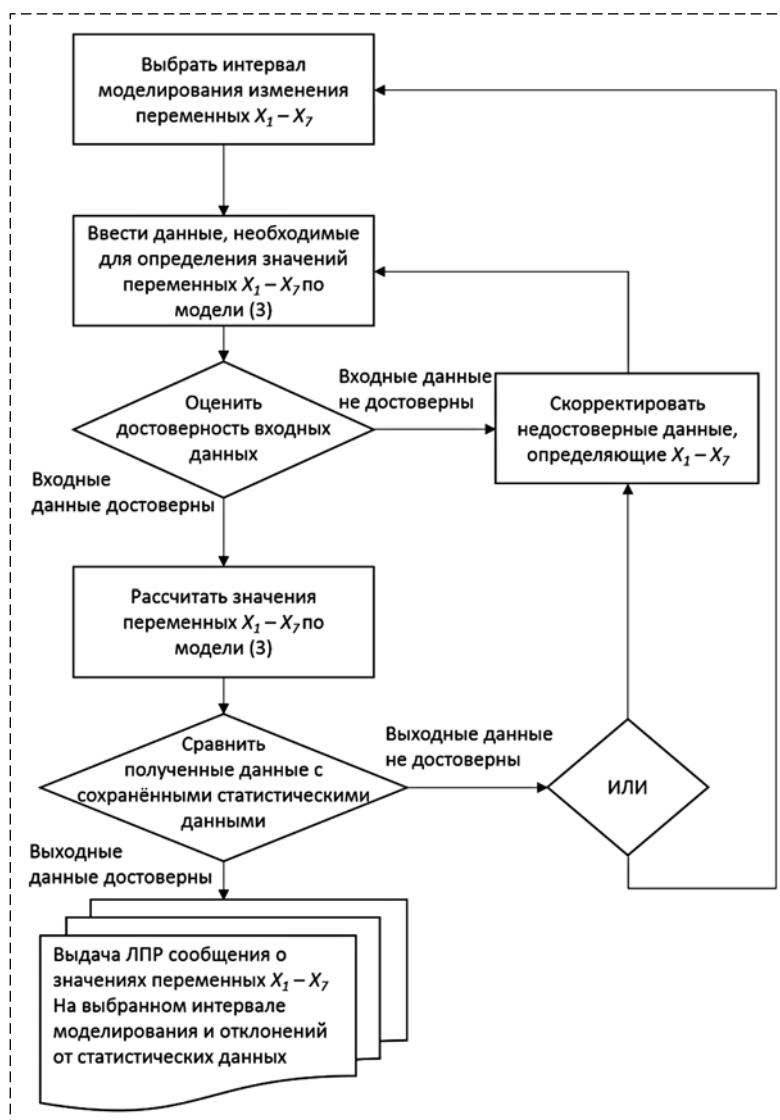 Выбрать интервал
моделирования изменения
переменных X₁ – X₇
Ввести данные, необходимые
для определения значений
переменных X₁ – X₇ по
модели (3)
Входные данные
не достоверны
Оценить
достоверность входных
данных
Скорректировать
недостоверные данные,
определяющие X₁ – X₇
Входные
данные достоверны
Рассчитать значения
переменных X₁ – X₇ по
модели (3)
Выходные данные
не достоверны
Сравнить
полученные данные с
сохранёнными статистическими
данными
ИЛИ
Выходные
данные достоверны
Выдача ЛПР сообщения о
значениях переменных X₁ – X₇
На выбранном интервале
моделирования и отклонений
от статистических данных